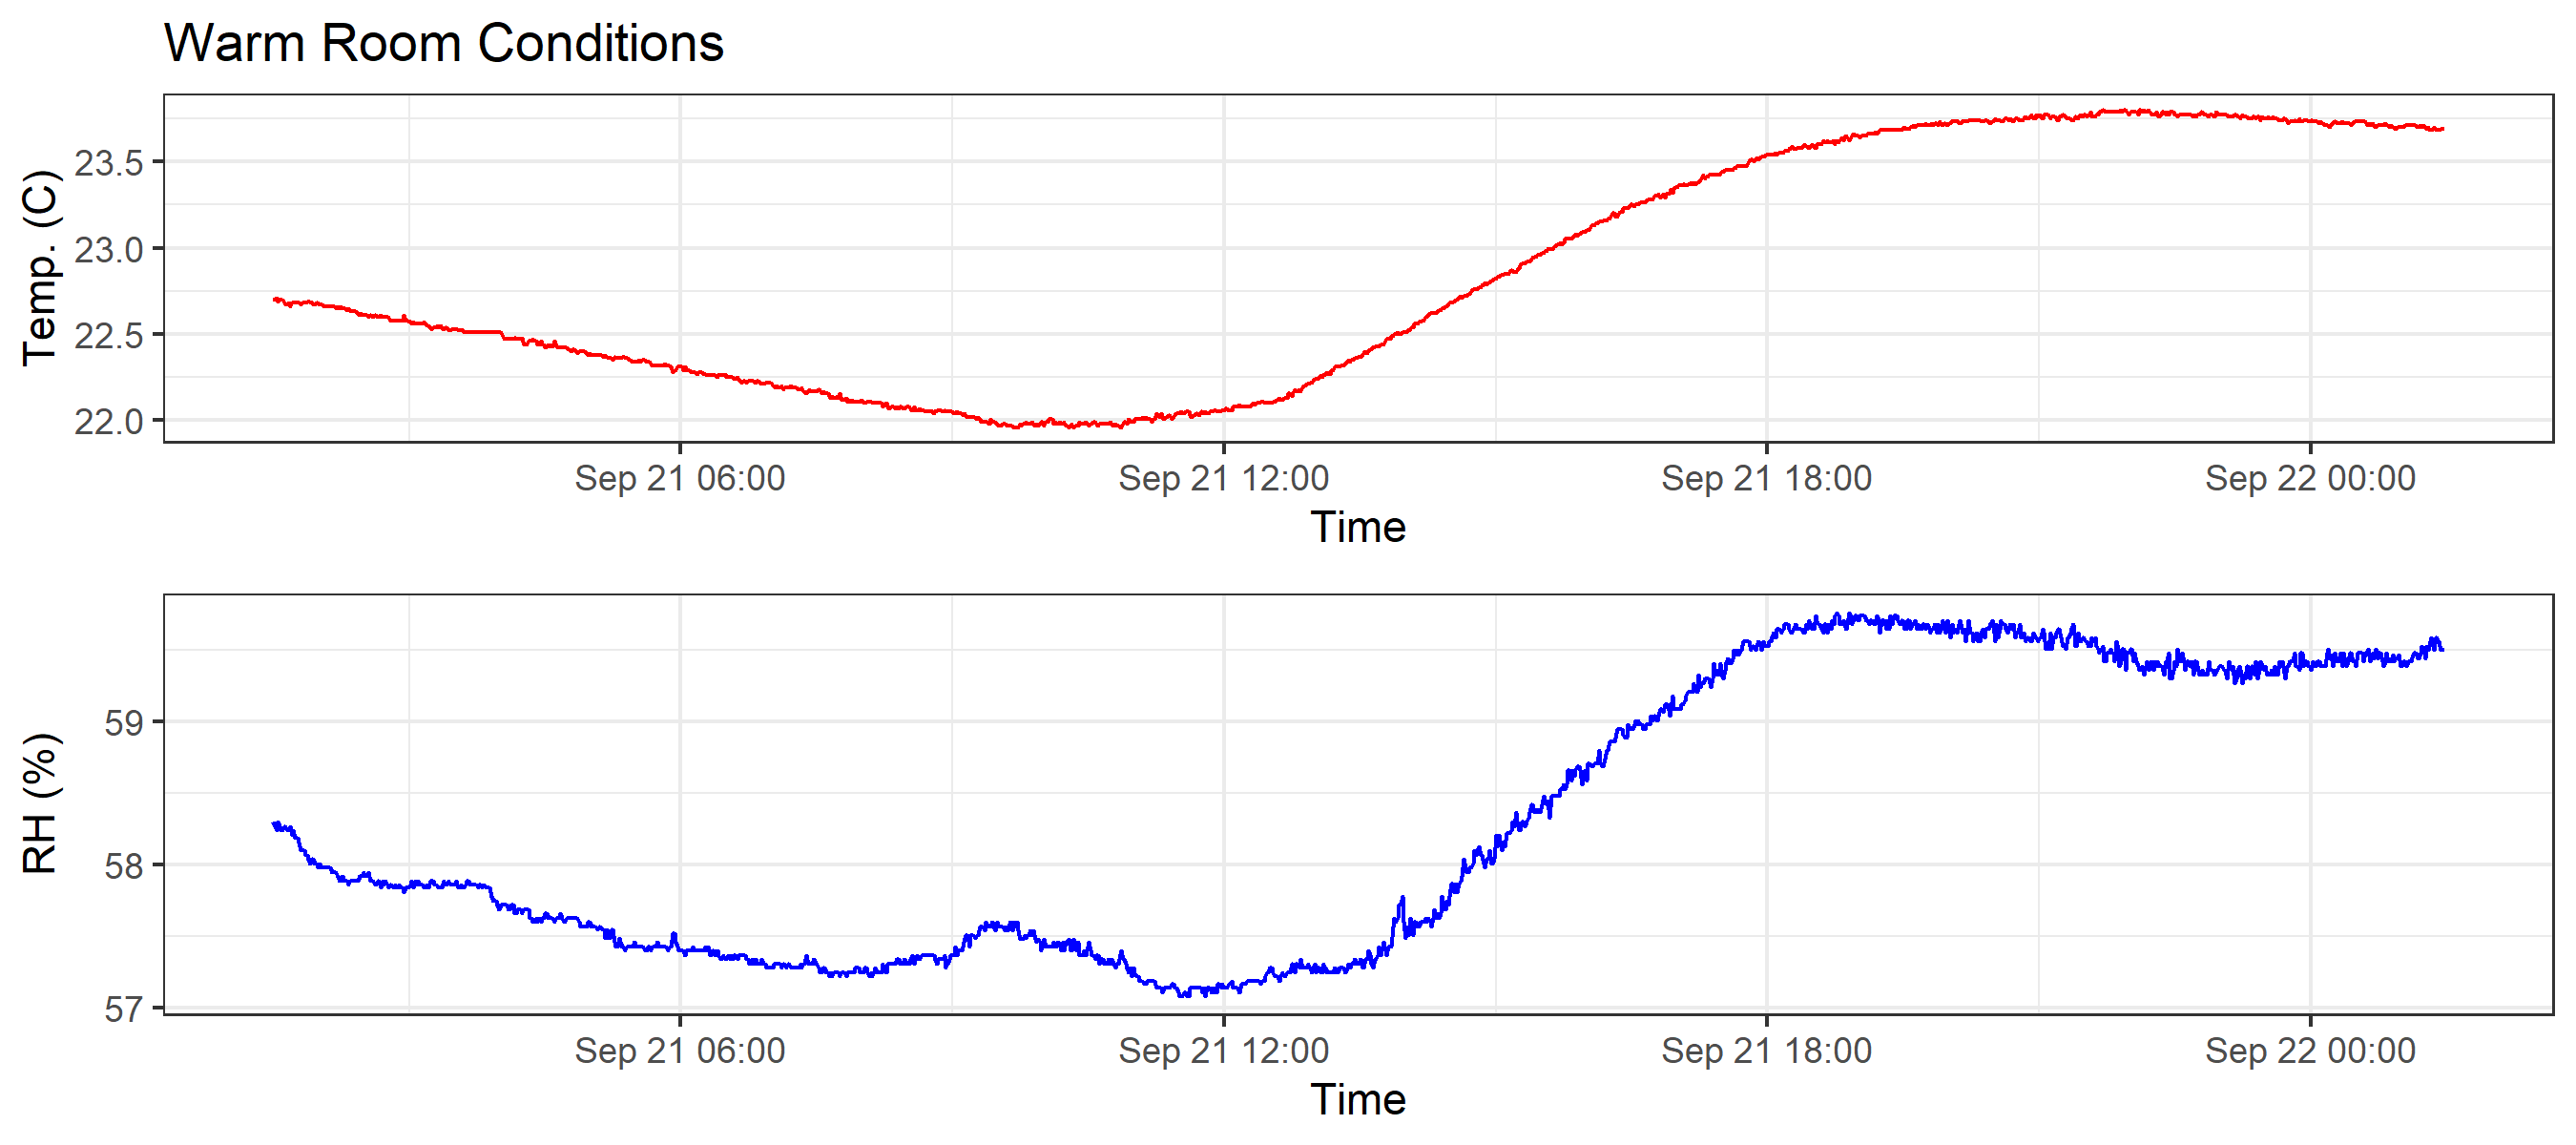 Warm Room Conditions
Temp. (C)
23.5
23.0
22.5
22.0
Sep 21 06:00 Sep 21 12:00 Sep 21 18:00 Sep 22 00:00
Time
RH (%)
59
58
57
Sep 21 06:00 Sep 21 12:00 Sep 21 18:00 Sep 22 00:00
Time